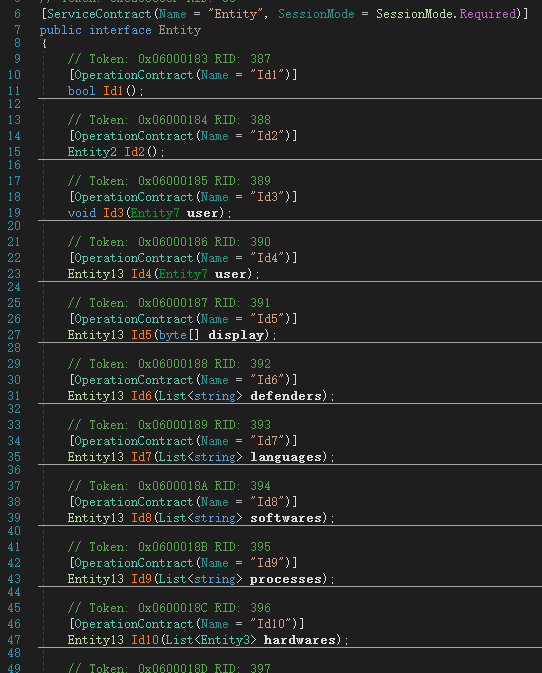 6 [ServiceContract(Name = "Entity", SessionMode = SessionMode.Required)]
7 public interface Entity
8 {
9 // Token: 0x06000183 RID: 387
10 [OperationContract(Name = "Id1")]
11 bool Id1();
12
13 // Token: 0x06000184 RID: 388
14 [OperationContract(Name = "Id2")]
15 Entity2 Id2();
16
17 // Token: 0x06000185 RID: 389
18 [OperationContract(Name = "Id3")]
19 void Id3(Entity7 user);
20
21 // Token: 0x06000186 RID: 390
22 [OperationContract(Name = "Id4")]
23 Entity13 Id4(Entity7 user);
24
25 // Token: 0x06000187 RID: 391
26 [OperationContract(Name = "Id5")]
27 Entity13 Id5(byte[] display);
28
29 // Token: 0x06000188 RID: 392
30 [OperationContract(Name = "Id6")]
31 Entity13 Id6(List<string> defenders);
32
33 // Token: 0x06000189 RID: 393
34 [OperationContract(Name = "Id7")]
35 Entity13 Id7(List<string> languages);
36
37 // Token: 0x0600018A RID: 394
38 [OperationContract(Name = "Id8")]
39 Entity13 Id8(List<string> softwares);
40
41 // Token: 0x0600018B RID: 395
42 [OperationContract(Name = "Id9")]
43 Entity13 Id9(List<string> processes);
44
45 // Token: 0x0600018C RID: 396
46 [OperationContract(Name = "Id10")]
47 Entity13 Id10(List<Entity3> hardwares);
48
49 // Token: 0x0600018D RID: 397